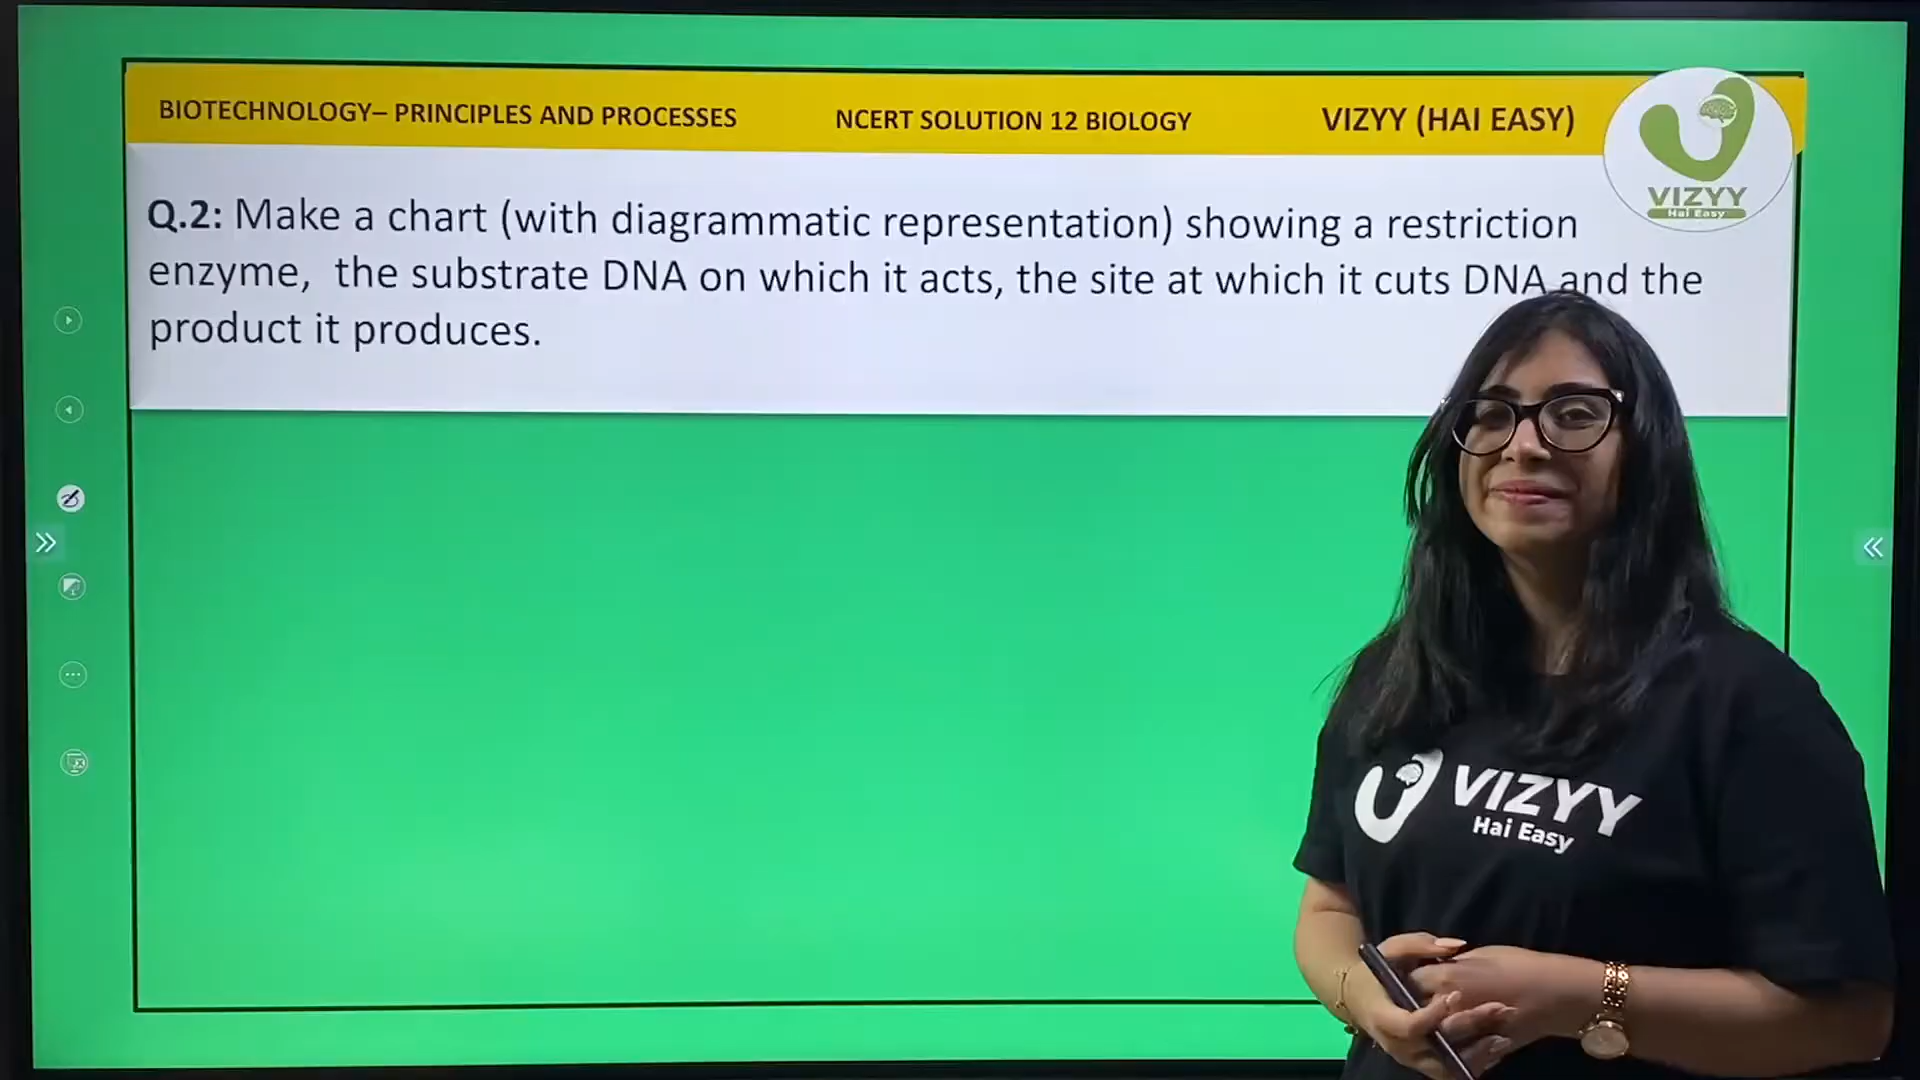 BIOTECHNOLOGY– PRINCIPLES AND PROCESSES NCERT SOLUTION 12 BIOLOGY VIZYY (HAI EASY)
VIZYY
Hai Easy
Q.2: Make a chart (with diagrammatic representation) showing a restriction
enzyme, the substrate DNA on which it acts, the site at which it cuts DNA and the
product it produces.
VIZYY
Hai Easy